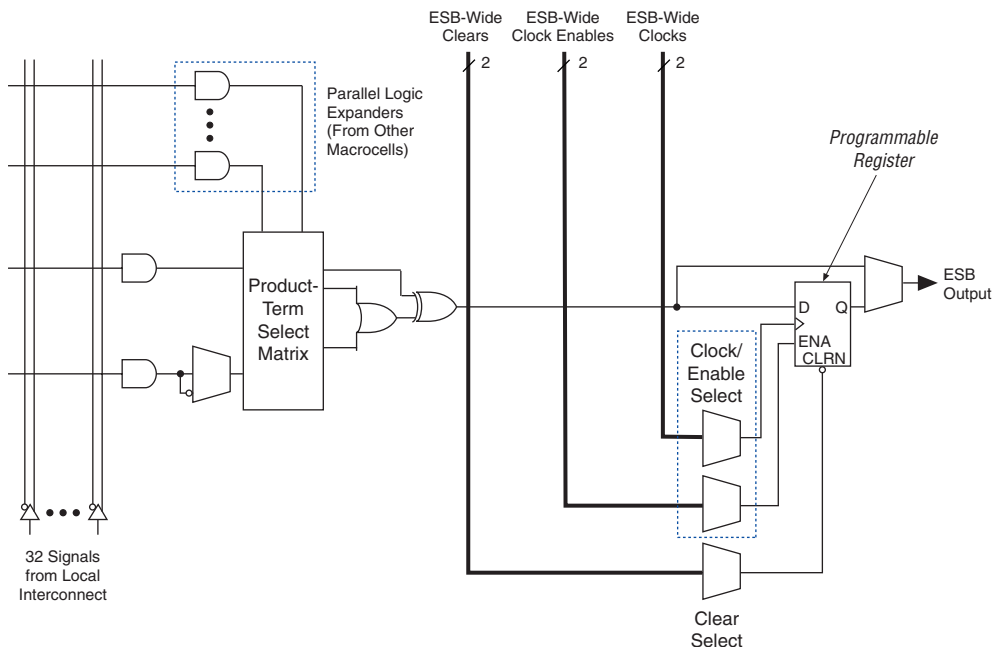 ESB-Wide
Clears
ESB-Wide
Clock Enables
ESB-Wide
Clocks
2
2
2
Parallel Logic
Expanders
(From Other
Macrocells)
Programmable
Register
Product-
Term
Select
Matrix
ESB
Output
D
Q
ENA
CLRN
Clock/
Enable
Select
32 Signals
from Local
Interconnect
Clear
Select